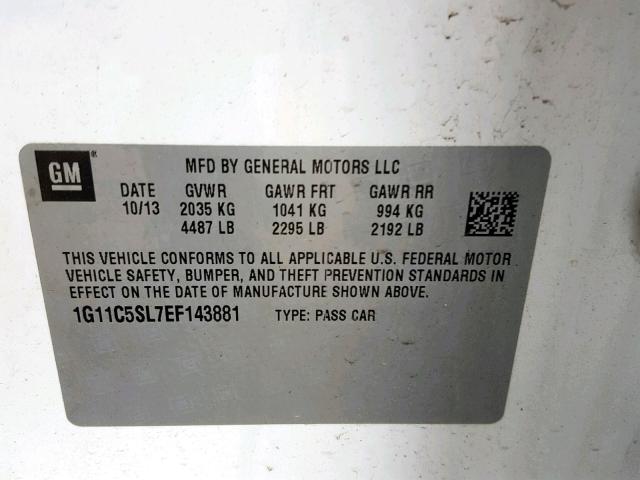 GM
MFD BY GENERAL MOTORS LLC
DATE GVWR GAWR FRT GAWR RR
10/13 2035 KG 1041 KG 994 KG
4487 LB 2295 LB 2192 LB
THIS VEHICLE CONFORMS TO ALL APPLICABLE U.S. FEDERAL MOTOR
VEHICLE SAFETY, BUMPER, AND THEFT PREVENTION STANDARDS IN
EFFECT ON THE DATE OF MANUFACTURE SHOWN ABOVE.
1G11C5SL7EF143881 TYPE: PASS CAR